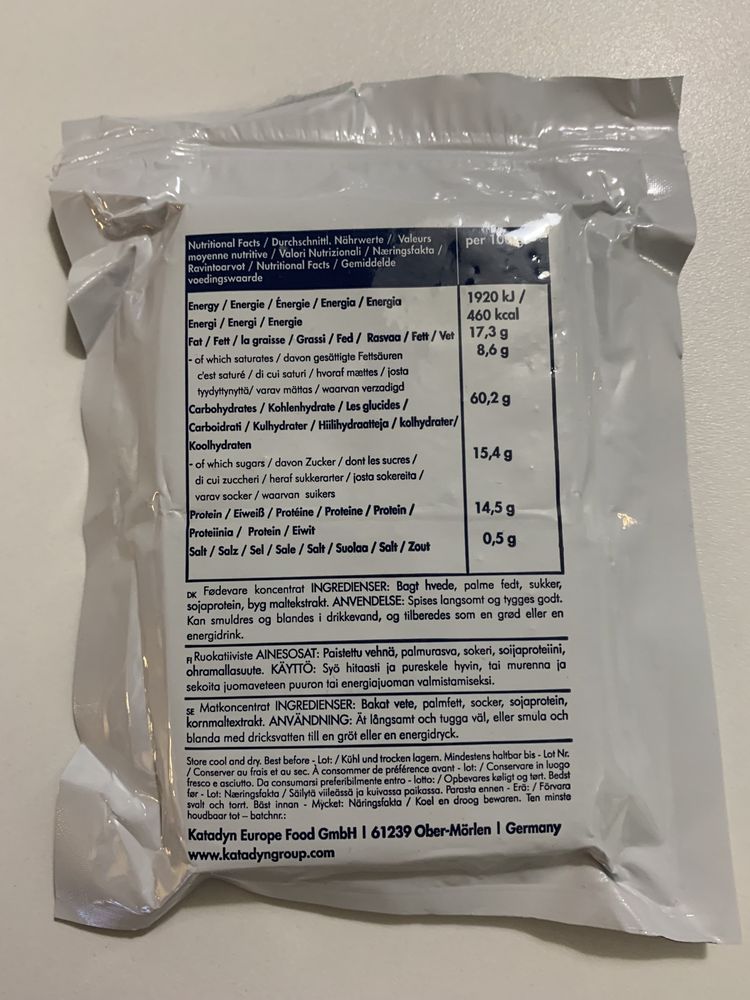 Nutritional Facts / Durchschnittl. Nährwerte / Valeurs
moyenne nutritive / Valori Nutrizionali / Næringsfakta /
Ravintoarvot / Nutritional Facts / Gemiddelde
voedingswaarde
per
Energy / Energie / Énergie / Energia / Energia
Energi / Energi / Energie
1920 kJ /
460 kcal
Fat / Fett / la graisse / Grassi / Fed / Rasvaa / Fett / Vet
17,3 g
- of which saturates / davon gesättigte Fettsäuren
8,6 g
c'est saturé / di cui saturi / hvoraf mættes / josta
tyydyttynyttä/ varav mättas / waarvan verzadigd
Carbohydrates / Kohlenhydrate / Les glucides /
60,2 g
Carboidrati / Kulhydrater / Hiilihydraatteja / kolhydrater/
Koolhydraten
- of which sugars / davon Zucker / dont les sucres /
15,4 g
di cui zuccheri / heraf sukkerarter / josta sokereita /
varav socker / waarvan suikers
Protein / Eiweiß / Protéine / Proteine / Protein /
14,5 g
Proteiinia / Protein / Eiwit
Salt / Salz / Sel / Sale / Salt / Suolaa / Salt / Zout
0,5 g
DK Fødevare koncentrat INGREDIENSER: Bagt hvede, palme fedt, sukker,
sojaprotein, byg maltekstrakt. ANVENDELSE: Spises langsomt og tygges godt.
Kan smuldres og blandes i drikkevand, og tilberedes som en grød eller en
energidrink.
FI Ruokatiiviste AINESOSAT: Paistettu vehnä, palmurasva, sokeri, soijaproteiini,
ohramallasuute. KÄYTTÖ: Syö hitaasti ja pureskele hyvin, tai murenna ja
sekoita juomaveteen puuron tai energiajuoman valmistamiseksi.
SE Matkoncentrat INGREDIENSER: Bakat vete, palmfett, socker, sojaprotein,
kornmaltextrakt. ANVÄNDNING: Ät långsamt och tugga väl, eller smula och
blanda med dricksvatten till en gröt eller en energidryck.
Store cool and dry. Best before - Lot: / Kühl und trocken lagern. Mindestens haltbar bis - Lot Nr.
/ Conserver au frais et au sec. À consommer de préférence avant - lot: / Conservare in luogo
fresco e asciutto. Da consumarsi preferibilmente entro - lotto: / Opbevares køligt og tørt. Bedst
før - Lot: Næringsfakta / Säilytä viileässä ja kuivassa paikassa. Parasta ennen - Erä: / Förvara
svalt och torrt. Bäst innan - Mycket: Näringsfakta / Koel en droog bewaren. Ten minste
houdbaar tot – batchnr.:
Katadyn Europe Food GmbH | 61239 Ober-Mörlen | Germany
www.katadyngroup.com